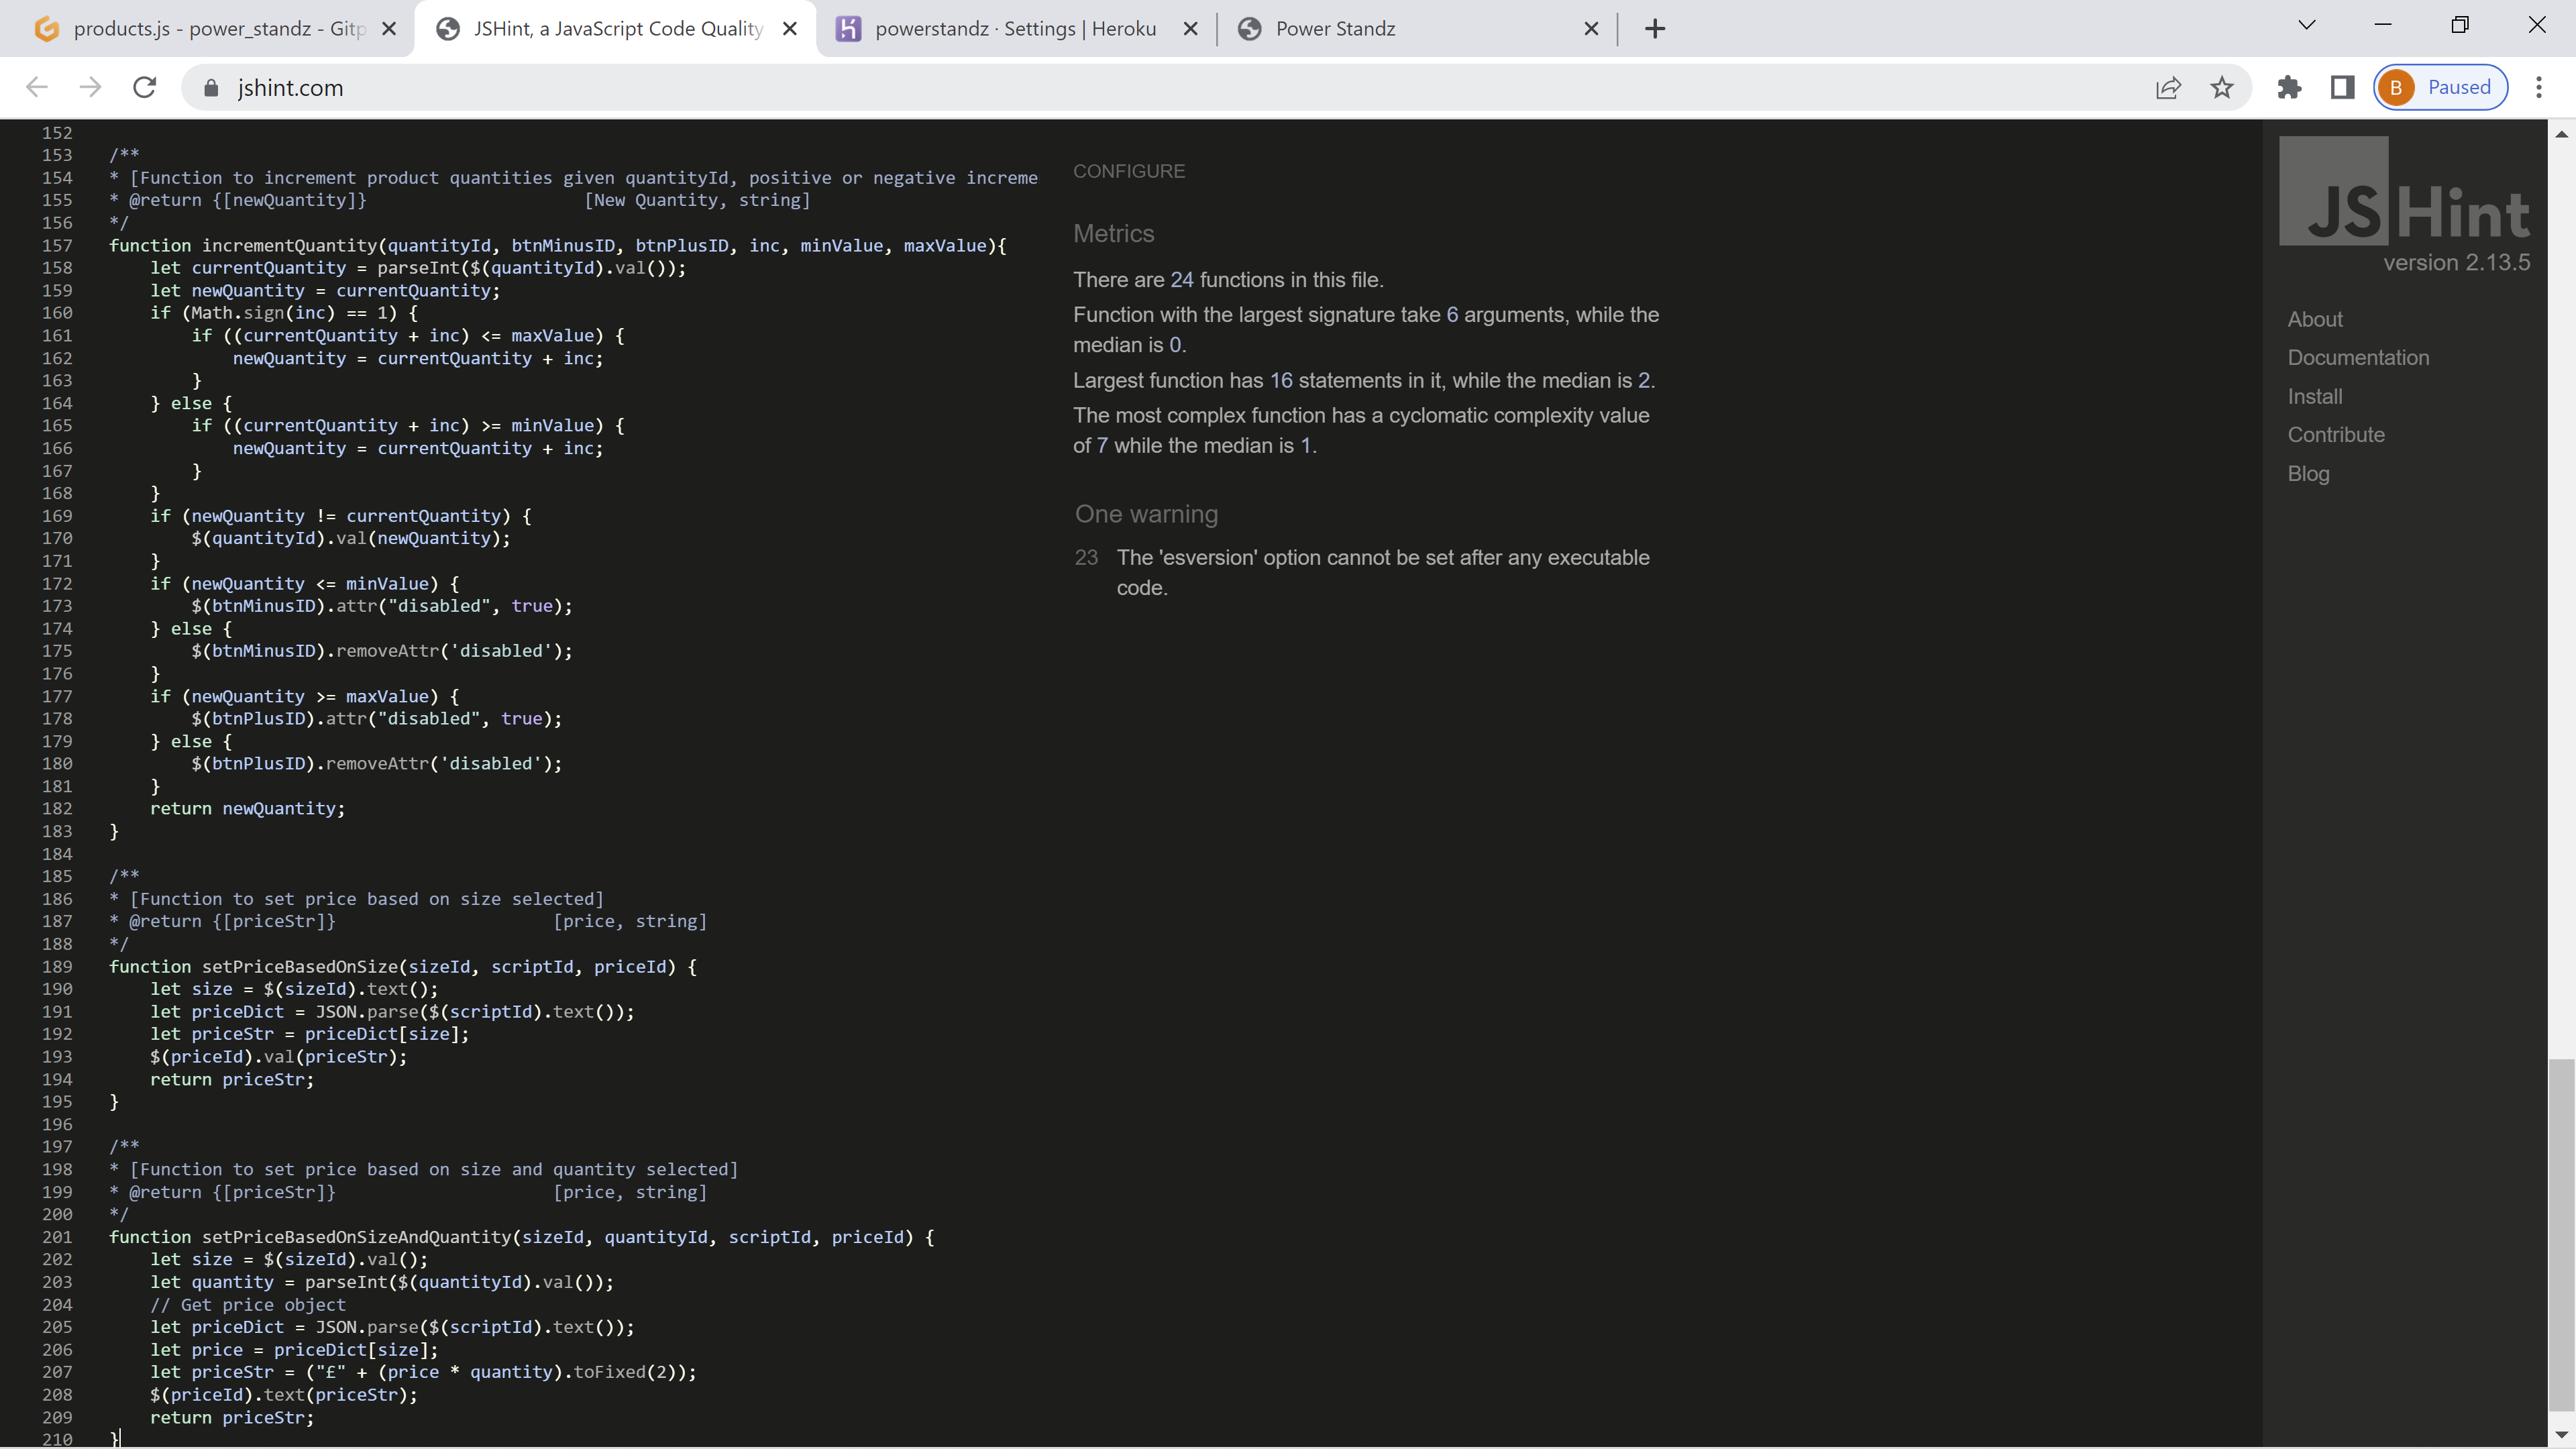 products.js - power_standz - Gitp
JSHint, a JavaScript Code Quality
powerstandz · Settings | Heroku
Power Standz
jshint.com
B Paused
152
153 /**
154 * [Function to increment product quantities given quantityId, positive or negative increme
155 * @return {[newQuantity]} [New Quantity, string]
156 */
157 function incrementQuantity(quantityId, btnMinusID, btnPlusID, inc, minValue, maxValue){
158 let currentQuantity = parseInt($(quantityId).val());
159 let newQuantity = currentQuantity;
160 if (Math.sign(inc) == 1) {
161 if ((currentQuantity + inc) <= maxValue) {
162 newQuantity = currentQuantity + inc;
163 }
164 } else {
165 if ((currentQuantity + inc) >= minValue) {
166 newQuantity = currentQuantity + inc;
167 }
168 }
169 if (newQuantity != currentQuantity) {
170 $(quantityId).val(newQuantity);
171 }
172 if (newQuantity <= minValue) {
173 $(btnMinusID).attr("disabled", true);
174 } else {
175 $(btnMinusID).removeAttr('disabled');
176 }
177 if (newQuantity >= maxValue) {
178 $(btnPlusID).attr("disabled", true);
179 } else {
180 $(btnPlusID).removeAttr('disabled');
181 }
182 return newQuantity;
183 }
184
185 /**
186 * [Function to set price based on size selected]
187 * @return {[priceStr]} [price, string]
188 */
189 function setPriceBasedOnSize(sizeId, scriptId, priceId) {
190 let size = $(sizeId).text();
191 let priceDict = JSON.parse($(scriptId).text());
192 let priceStr = priceDict[size];
193 $(priceId).val(priceStr);
194 return priceStr;
195 }
196
197 /**
198 * [Function to set price based on size and quantity selected]
199 * @return {[priceStr]} [price, string]
200 */
201 function setPriceBasedOnSizeAndQuantity(sizeId, quantityId, scriptId, priceId) {
202 let size = $(sizeId).val();
203 let quantity = parseInt($(quantityId).val());
204 // Get price object
205 let priceDict = JSON.parse($(scriptId).text());
206 let price = priceDict[size];
207 let priceStr = ("£" + (price * quantity).toFixed(2));
208 $(priceId).text(priceStr);
209 return priceStr;
210 }
CONFIGURE
Metrics
There are 24 functions in this file.
Function with the largest signature take 6 arguments, while the
median is 0.
Largest function has 16 statements in it, while the median is 2.
The most complex function has a cyclomatic complexity value
of 7 while the median is 1.
One warning
23 The 'esversion' option cannot be set after any executable
code.
JSHint
version 2.13.5
About
Documentation
Install
Contribute
Blog